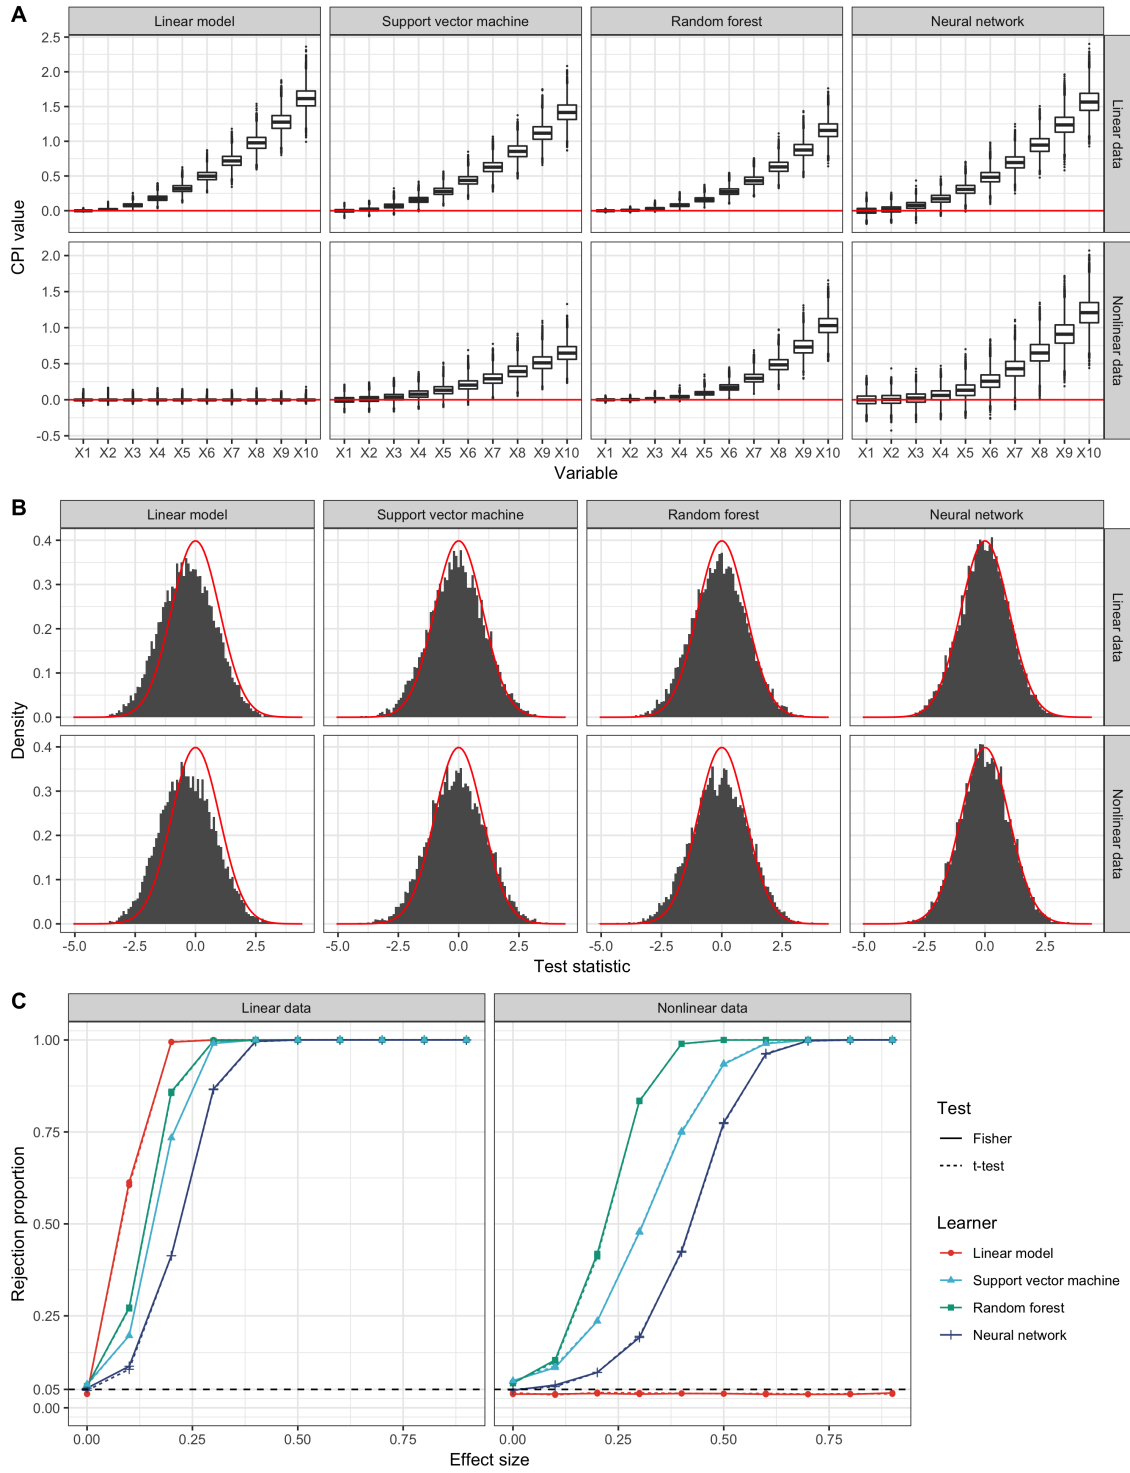 A
Linear model Support vector machine Random forest Neural network
2.5
2.0
1.5
1.0
0.5
0.0
Linear data
CPI value
2.0
1.5
1.0
0.5
0.0
-0.5
Nonlinear data
X1 X2 X3 X4 X5 X6 X7 X8 X9 X10 X1 X2 X3 X4 X5 X6 X7 X8 X9 X10 X1 X2 X3 X4 X5 X6 X7 X8 X9 X10 X1 X2 X3 X4 X5 X6 X7 X8 X9 X10
Variable
B
Linear model Support vector machine Random forest Neural network
0.4
0.3
0.2
0.1
0.0
Linear data
Density
0.4
0.3
0.2
0.1
0.0
Nonlinear data
-5.0 -2.5 0.0 2.5 -5.0 -2.5 0.0 2.5 -5.0 -2.5 0.0 2.5 -5.0 -2.5 0.0 2.5
Test statistic
C
Linear data Nonlinear data
1.00
0.75
0.50
0.25
0.05
0.00
Rejection proportion
0.00 0.25 0.50 0.75 0.00 0.25 0.50 0.75
Effect size
Test
Fisher
t-test
Learner
Linear model
Support vector machine
Random forest
Neural network